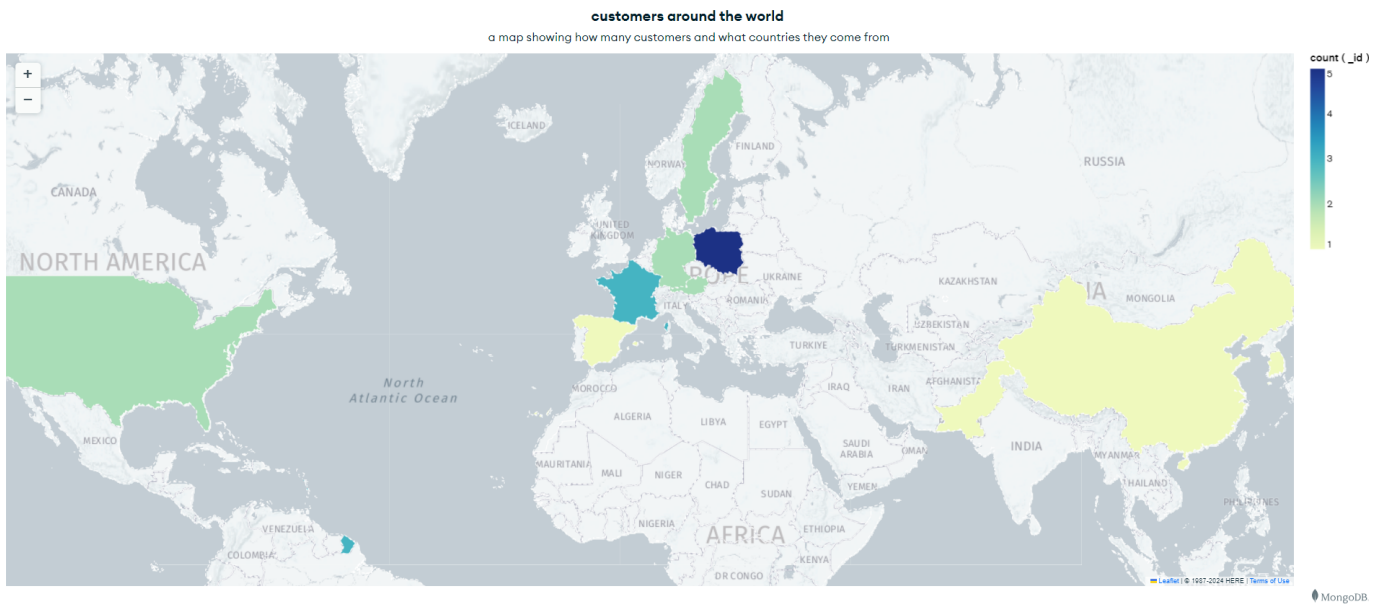 customers around the world
a map showing how many customers and what countries they come from
+
−
count ( _id )
5
4
3
2
1
ICELAND
FINLAND
NORWAY
RUSSIA
CANADA
UNITED
KINGDOM
NORTH AMERICA
UKRAINE
KAZAKHSTAN
MONGOLIA
ROMANI
ITAL
UZBEKISTAN
TÜRKIYE
TURKMENISTAN
North
Atlantic Ocean
MOROCCO
IRAQ
IRAN
AFGHANISTA
ALGERIA
LIBYA
EGYPT
MEXICO
SAUDI
ARABIA
OMAN
INDIA
MYANMAR
MAURITANIA
MALI
NIGER
CHAD
SUDAN
YEMEN
THAILAND
PHILIPPINES
VENEZUELA
NIGERIA
AFRICA
ETHIOPIA
COLOMBIA
KENYA
DR CONGO
Leaflet | © 1987-2024 HERE | Terms of Use
MongoDB